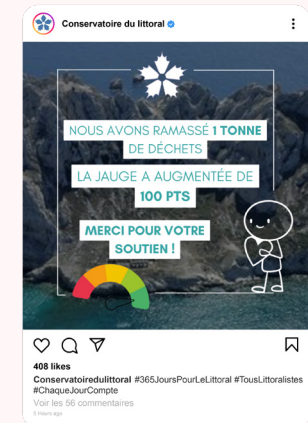 Conservatoire du littoral
NOUS AVONS RAMASSÉ 1 TONNE
DE DÉCHETS
LA JAUGE A AUGMENTÉE DE
100 PTS
MERCI POUR VOTRE
SOUTIEN !
408 likes
Conservatoiredulittoral #365JoursPourLeLittoral #TousLittoralistes
#ChaqueJourCompte
Voir les 56 commentaires